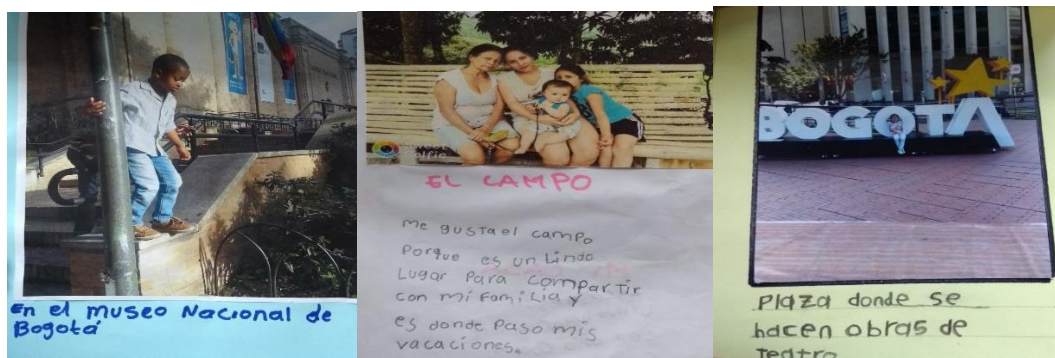 En el museo Nacional de
Bogotá
EL CAMPO
Me gusta el campo
Porque es un Lindo
Lugar Para compartir
con mi familia y
es donde Paso mis
vacaciones.
BOGOTA
Plaza donde se
hacen obras de
teatro